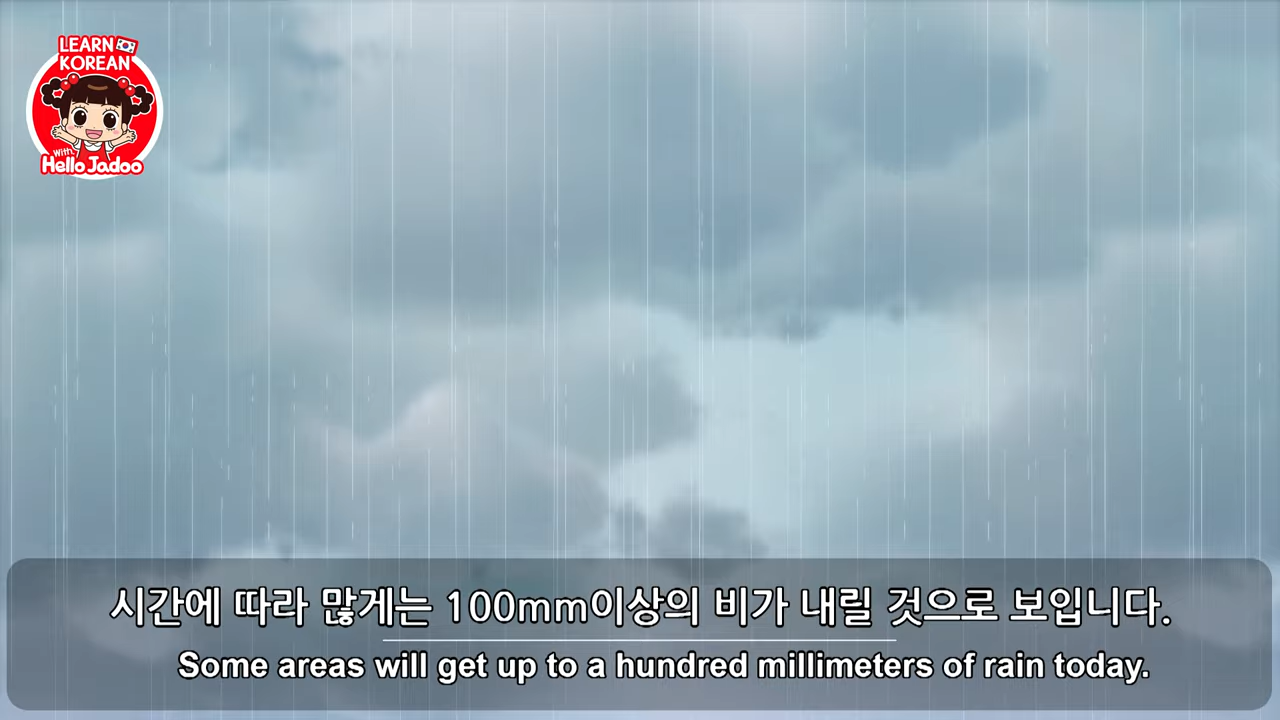 LEARN
KOREAN
With
Hello Jadoo
시간에 따라 많게는 100mm이상의 비가 내릴 것으로 보입니다.
Some areas will get up to a hundred millimeters of rain today.